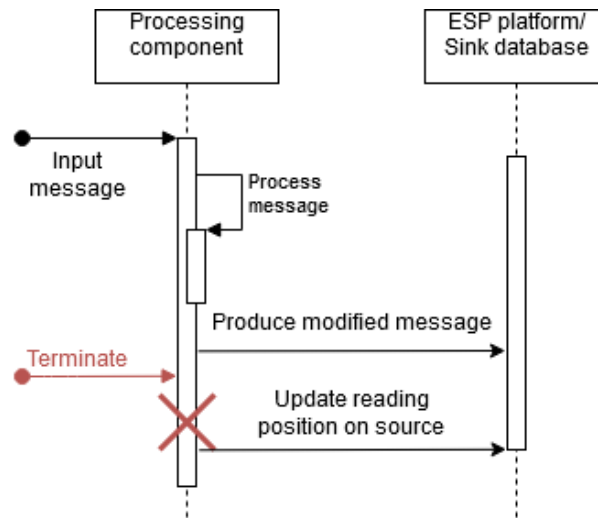 Processing
component
ESP platform/
Sink database
Input
message
Process
message
Produce modified message
Terminate
Update reading
position on source